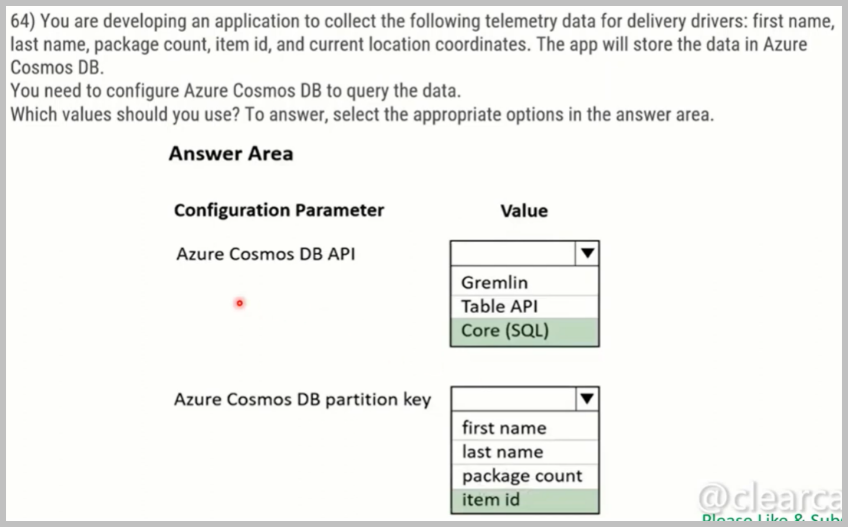 64) You are developing an application to collect the following telemetry data for delivery drivers: first name,
last name, package count, item id, and current location coordinates. The app will store the data in Azure
Cosmos DB.
You need to configure Azure Cosmos DB to query the data.
Which values should you use? To answer, select the appropriate options in the answer area.
Answer Area
Configuration Parameter Value
Azure Cosmos DB API
Gremlin
Table API
Core (SQL)
Azure Cosmos DB partition key
first name
last name
package count
item id
@clearca
Please Like & Sub